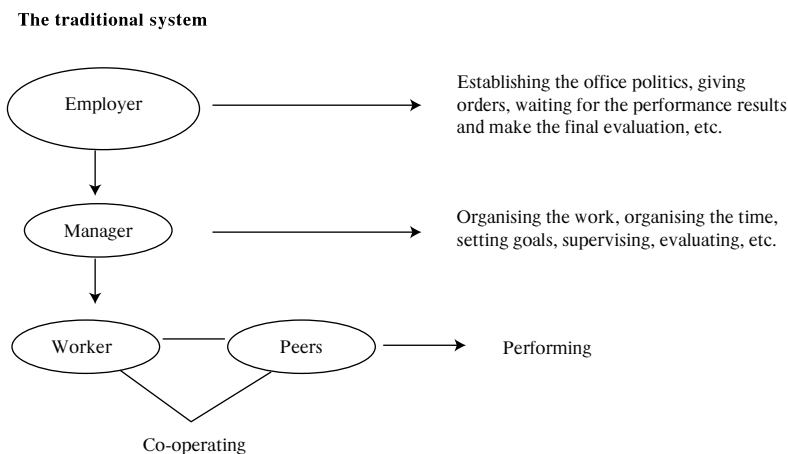 The traditional system
Employer
Establishing the office politics, giving
orders, waiting for the performance results
and make the final evaluation, etc.
Manager
Organising the work, organising the time,
setting goals, supervising, evaluating, etc.
Worker
Peers
Performing
Co-operating